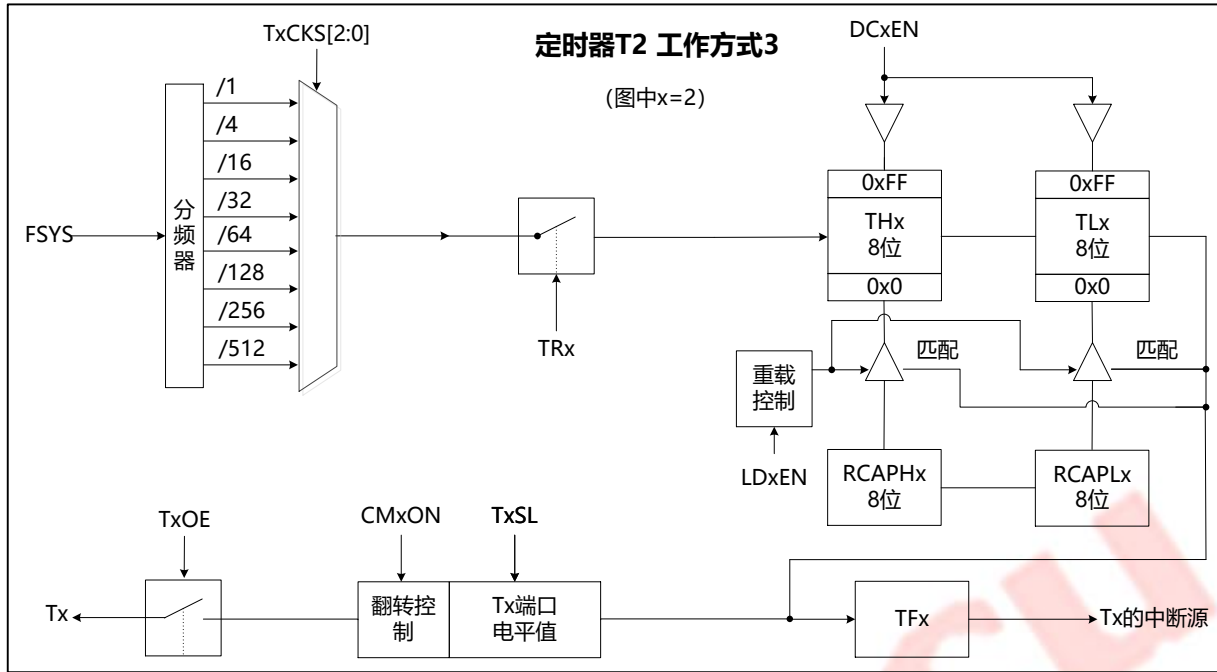 TxCKS[2:0]
定时器T2 工作方式3
(图中x=2)
DCxEN
/1
/4
/16
/32
/64
/128
/256
/512
FSYS
分
频
器
TRx
0xFF
THx
8位
0x0
0xFF
TLx
8位
0x0
匹配
匹配
重载
控制
LDxEN
RCAPHx
8位
RCAPLx
8位
TxOE
CMxON
TxSL
Tx
翻转控
制
Tx端口
电平值
TFx
Tx的中断源